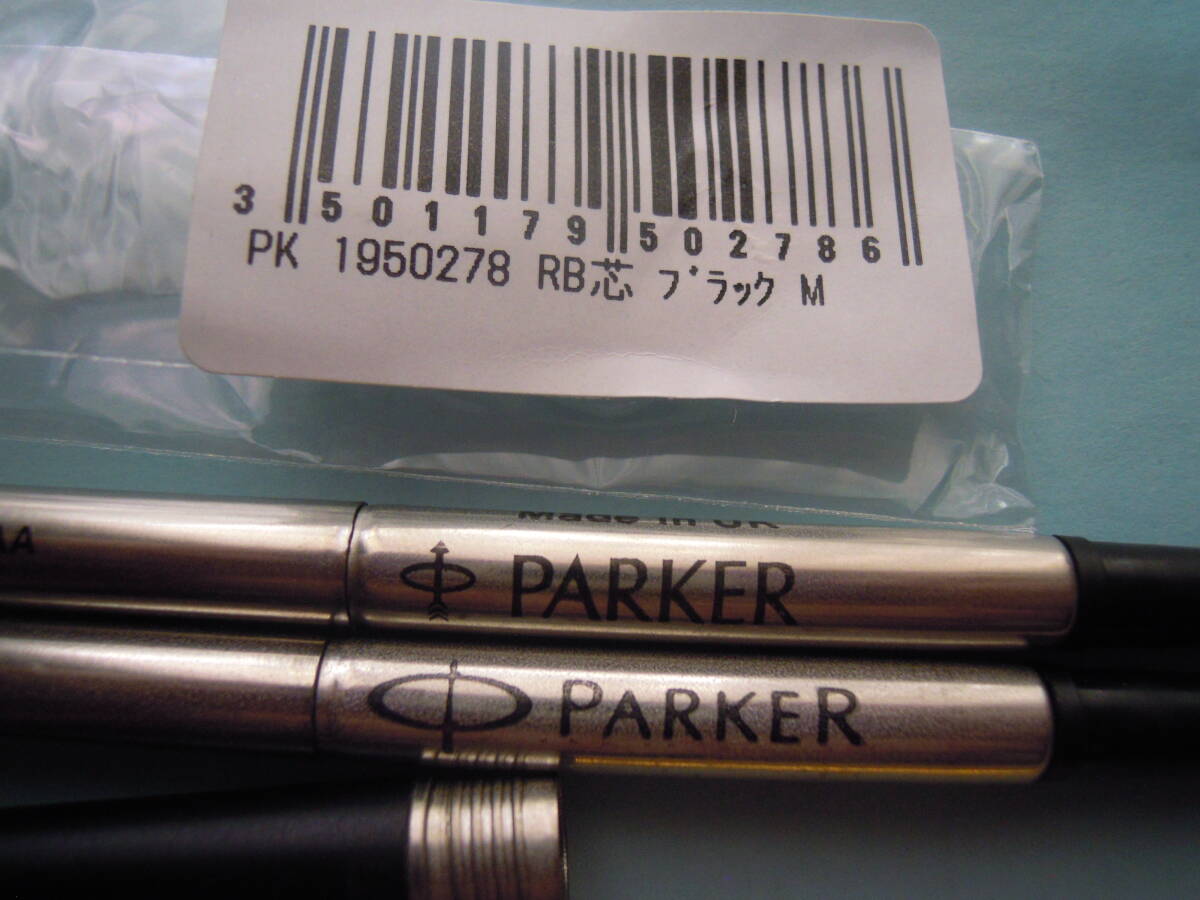 3 501179 502786
PK 1950278 RB芯 ブラック M
Made in UK
PARKER
PARKER